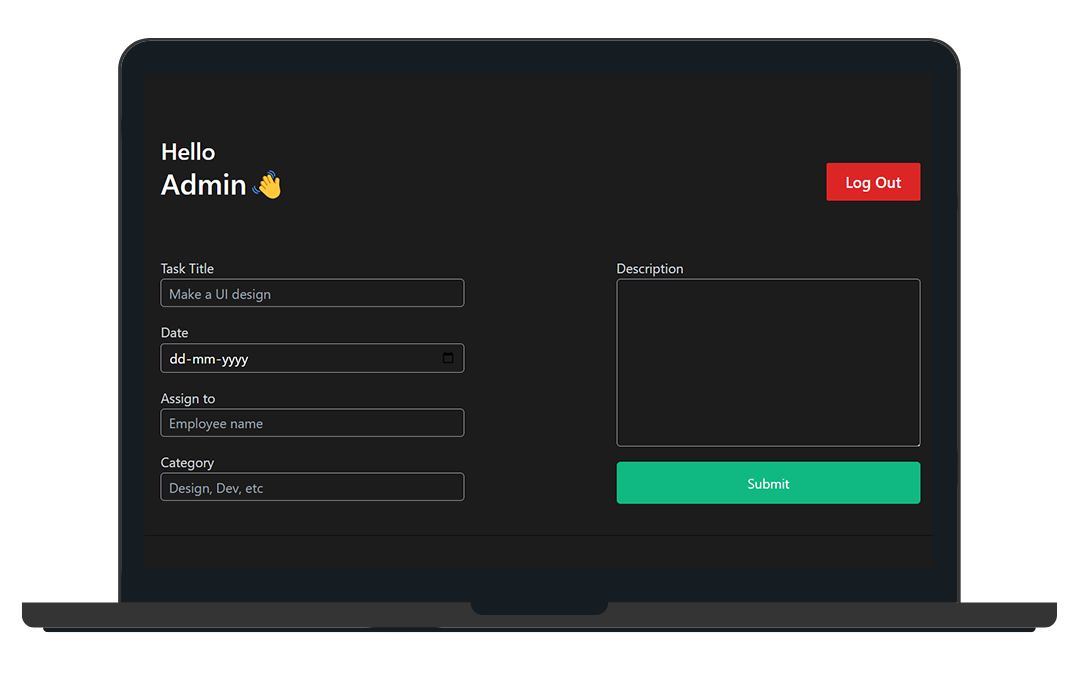 Hello
Admin 👋
Log Out
Task Title
Make a UI design
Date
dd-mm-yyyy
Assign to
Employee name
Category
Design, Dev, etc
Description
Submit